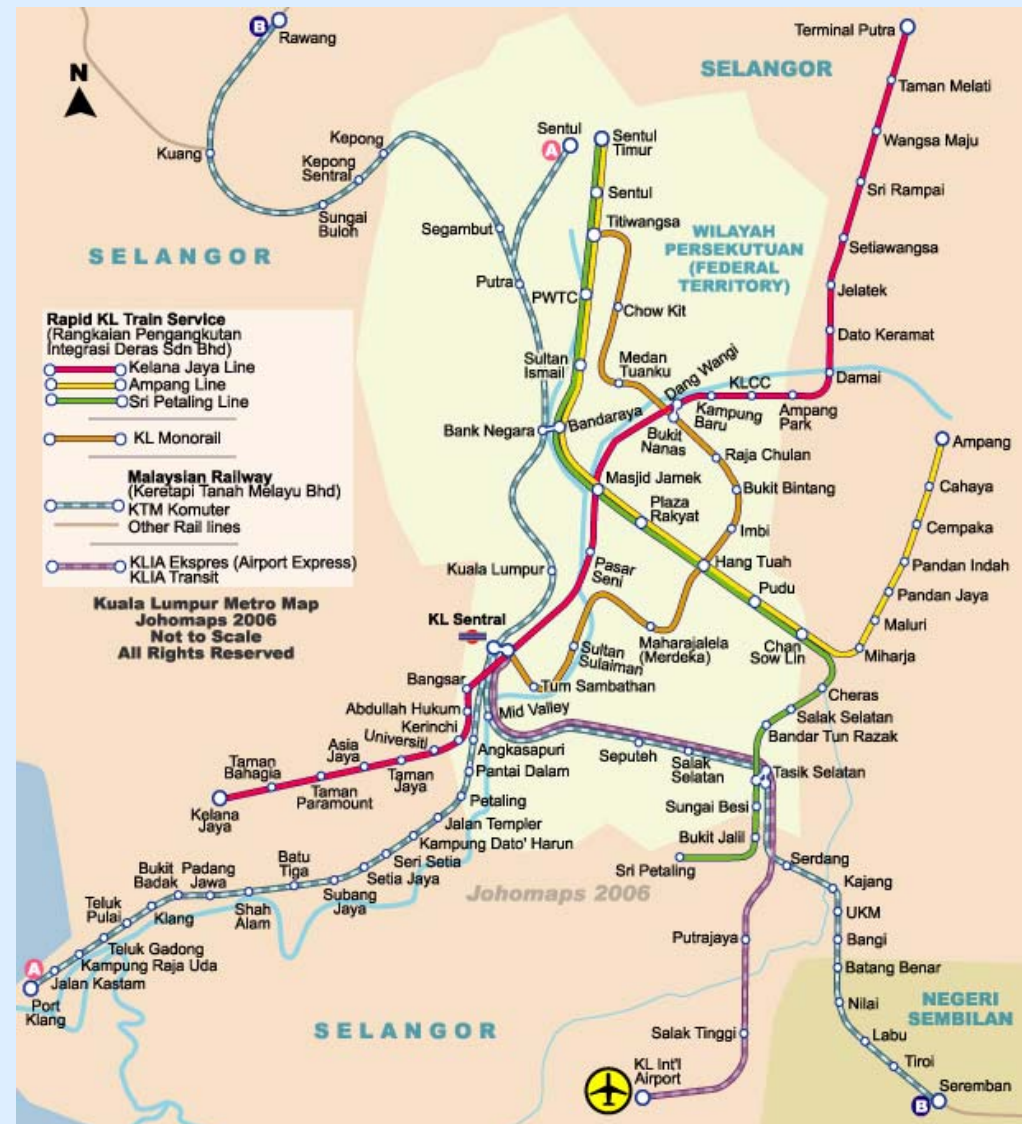 B
Rawang
Terminal Putra
N
SELANGOR
Taman Melati
Kuang
Kepong
Kepong
Sentral
Sungai
Buloh
Sentul
A
Sentul
Timur
Sentul
Wangsa Maju
Sri Rampai
Segambut
Titiwangsa
WILAYAH
PERSEKUTUAN
(FEDERAL
TERRITORY)
Setiawangsa
SELANGOR
Putra
PWTC
Chow Kit
Jelatek
Dato Keramat
Rapid KL Train Service
(Rangkaian Pengangkutan
Integrasi Deras Sdn Bhd)
Kelana Jaya Line
Ampang Line
Sri Petaling Line
KL Monorail
Malaysian Railway
(Keretapi Tanah Melayu Bhd)
KTM Komuter
Other Rail lines
KLIA Ekspres (Airport Express)
KLIA Transit
Kuala Lumpur Metro Map
Johomaps 2006
Not to Scale
All Rights Reserved
Sultan
Ismail
Medan
Tuanku
Dang Wangi
KLCC
Damai
Kampung
Baru
Ampang
Park
Bank Negara
Bandaraya
Bukit
Nanas
Raja Chulan
Ampang
Masjid Jamek
Bukit Bintang
Cahaya
Plaza
Rakyat
Imbi
Cempaka
Pasar
Seni
Hang Tuah
Pandan Indah
Kuala Lumpur
Pudu
Pandan Jaya
KL Sentral
Maharajalela
(Merdeka)
Chan
Sow Lin
Maluri
Miharja
Sultan
Sulaiman
Bangsar
Tum Sambathan
Cheras
Abdullah Hukum
Mid Valley
Salak Selatan
Kerinchi
Universiti
Angkasapuri
Bandar Tun Razak
Asia
Jaya
Taman
Bahagia
Taman
Jaya
Taman
Paramount
Kelana
Jaya
Pantai Dalam
Seputeh
Salak
Selatan
Tasik Selatan
Petaling
Sungai Besi
Jalan Templer
Kampung Dato' Harun
Bukit Jalil
Seri Setia
Setia Jaya
Sri Petaling
Serdang
Batu
Tiga
Subang
Jaya
Bukit
Badak
Padang
Jawa
Shah
Alam
Klang
Johomaps 2006
Kajang
Teluk
Pulai
UKM
Teluk Gadong
Putrajaya
Bangi
Kampung Raja Uda
A
Jalan Kastam
Batang Benar
Port
Klang
Nilai
NEGERI
SEMBILAN
SELANGOR
Salak Tinggi
Labu
KL Int'l
Airport
Tiroi
Seremban
B